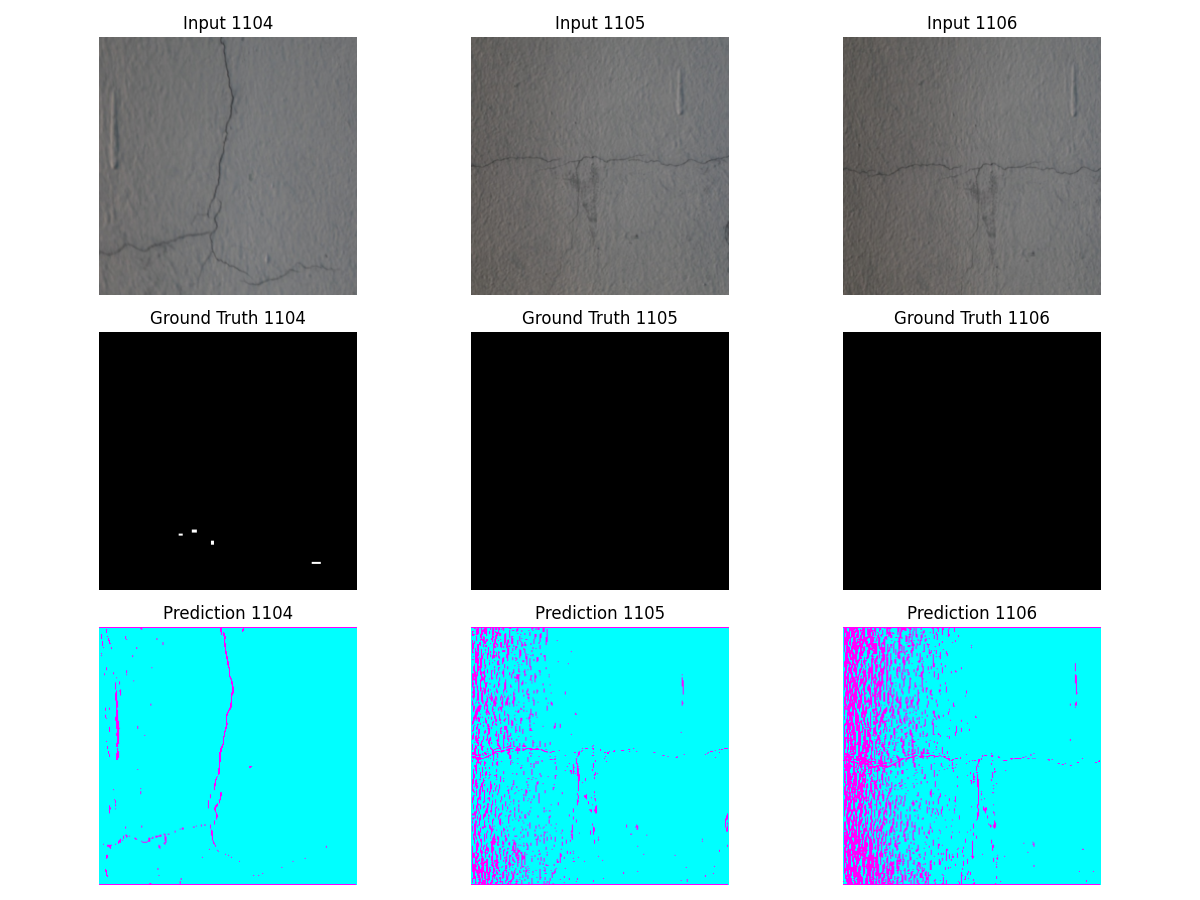 Input 1104
Input 1105
Input 1106
Ground Truth 1104
Ground Truth 1105
Ground Truth 1106
Prediction 1104
Prediction 1105
Prediction 1106